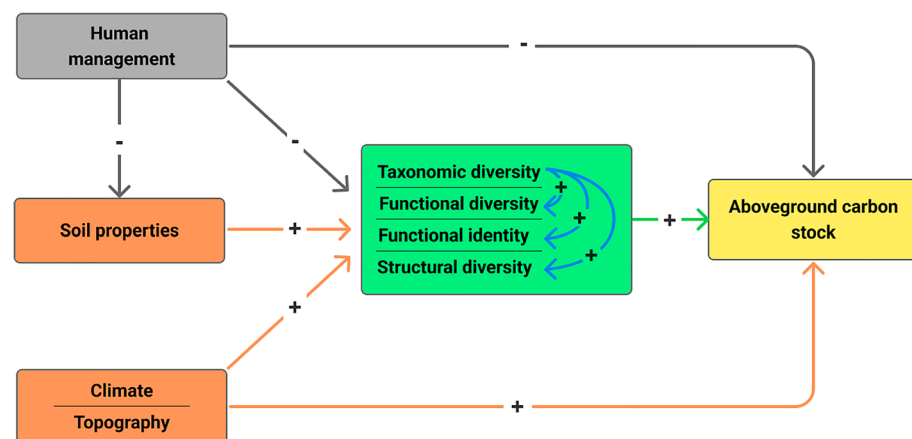 Human
management
-
-
-
Taxonomic diversity
+
Functional diversity
Soil properties
+
+
Functional identity
+
Structural diversity
+
Aboveground carbon
stock
+
Climate
Topography
+